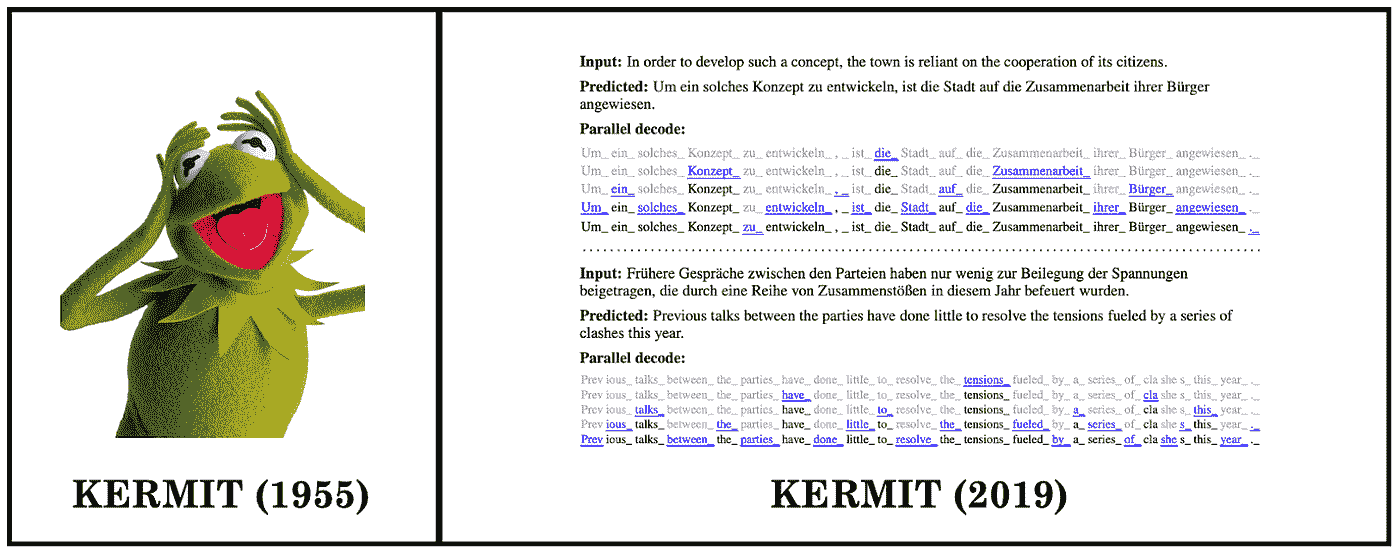 KERMIT (1955)
Input: In order to develop such a concept, the town is reliant on the cooperation of its citizens.
Predicted: Um ein solches Konzept zu entwickeln, ist die Stadt auf die Zusammenarbeit ihrer Bürger
angewiesen.
Parallel decode:
Um_ ein_ solches_ Konzept_ zu_ entwickeln_ ,_ ist_ die_ Stadt_ auf_ die_ Zusammenarbeit_ ihrer_ Bürger_ angewiesen_ ._
Um_ ein_ solches_ Konzept_ zu_ entwickeln_ ,_ ist_ die_ Stadt_ auf_ die_ Zusammenarbeit_ ihrer_ Bürger_ angewiesen_ ._
Um_ ein_ solches_ Konzept_ zu_ entwickeln_ ,_ ist_ die_ Stadt_ auf_ die_ Zusammenarbeit_ ihrer_ Bürger_ angewiesen_ ._
Um_ ein_ solches_ Konzept_ zu_ entwickeln_ ,_ ist_ die_ Stadt_ auf_ die_ Zusammenarbeit_ ihrer_ Bürger_ angewiesen_ ._
Um_ ein_ solches_ Konzept_ zu_ entwickeln_ ,_ ist_ die_ Stadt_ auf_ die_ Zusammenarbeit_ ihrer_ Bürger_ angewiesen_ ._
Input: Frühere Gespräche zwischen den Parteien haben nur wenig zur Beilegung der Spannungen
beigetragen, die durch eine Reihe von Zusammenstößen in diesem Jahr befeuert wurden.
Predicted: Previous talks between the parties have done little to resolve the tensions fueled by a series of
clashes this year.
Parallel decode:
Prev ious_ talks_ between_ the_ parties_ have_ done_ little_ to_ resolve_ the_ tensions_ fueled_ by_ a_ series_ of_ cla she s_ this_ year_ ._
Prev ious_ talks_ between_ the_ parties_ have_ done_ little_ to_ resolve_ the_ tensions_ fueled_ by_ a_ series_ of_ cla she s_ this_ year_ ._
Prev ious_ talks_ between_ the_ parties_ have_ done_ little_ to_ resolve_ the_ tensions_ fueled_ by_ a_ series_ of_ cla she s_ this_ year_ ._
Prev ious_ talks_ between_ the_ parties_ have_ done_ little_ to_ resolve_ the_ tensions_ fueled_ by_ a_ series_ of_ cla she s_ this_ year_ ._
Prev ious_ talks_ between_ the_ parties_ have_ done_ little_ to_ resolve_ the_ tensions_ fueled_ by_ a_ series_ of_ cla she s_ this_ year_ ._
KERMIT (2019)